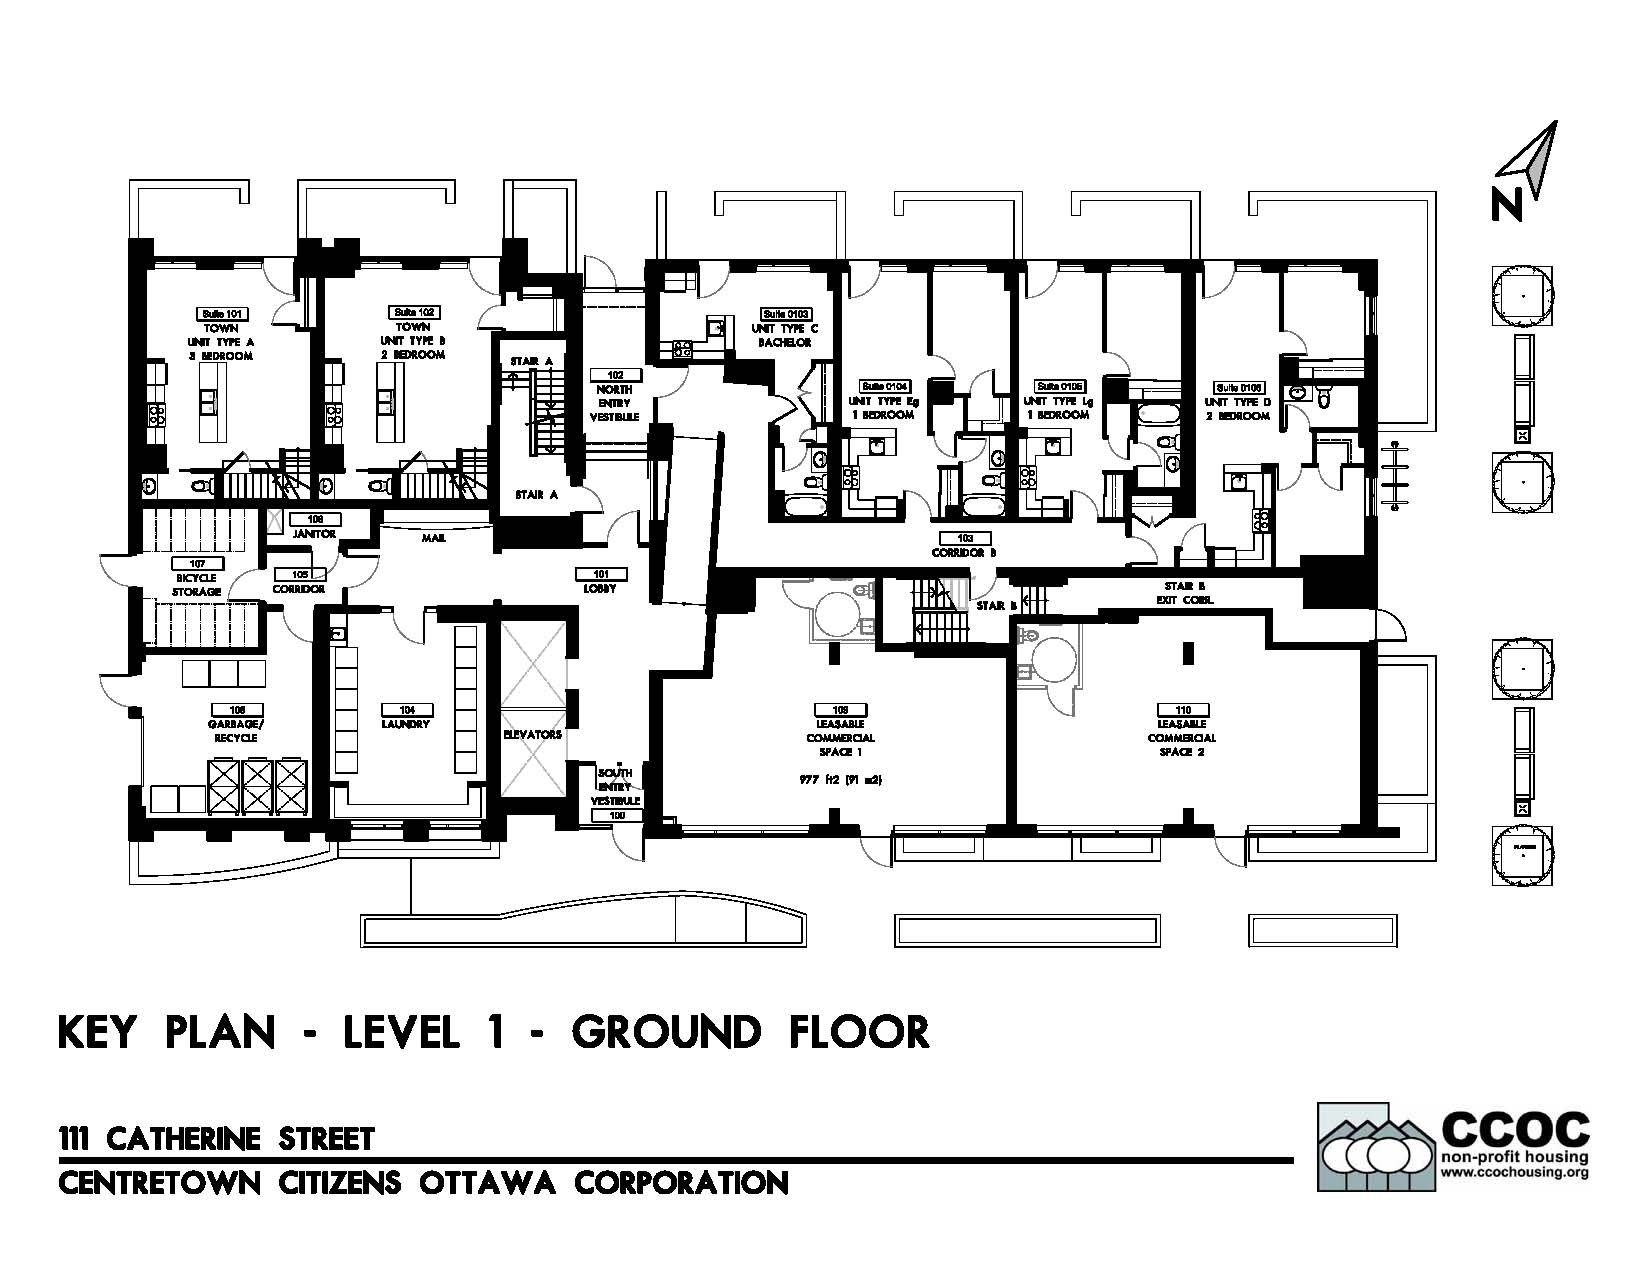 N
Suite 101
TOWN
UNIT TYPE A
3 BEDROOM
Suite 102
TOWN
UNIT TYPE B
2 BEDROOM
STAIR A
STAIR A
102
NORTH
ENTRY
VESTIBULE
Suite 0103
UNIT TYPE C
BACHELOR
Suite 0104
UNIT TYPE Eg
1 BEDROOM
Suite 0105
UNIT TYPE Lg
1 BEDROOM
Suite 0106
UNIT TYPE D
2 BEDROOM
108
JANITOR
MAIL
107
BICYCLE
STORAGE
105
CORRIDOR
101
LOBBY
103
CORRIDOR B
STAIR B
STAIR B
EXIT CORR.
106
GARBAGE/
RECYCLE
104
LAUNDRY
ELEVATORS
SOUTH
ENTRY
VESTIBULE
100
109
LEASABLE
COMMERCIAL
SPACE 1
977 ft2 (91 m2)
110
LEASABLE
COMMERCIAL
SPACE 2
KEY PLAN - LEVEL 1 - GROUND FLOOR
111 CATHERINE STREET
CENTRETOWN CITIZENS OTTAWA CORPORATION
CCOC
non-profit housing
www.ccochousing.org